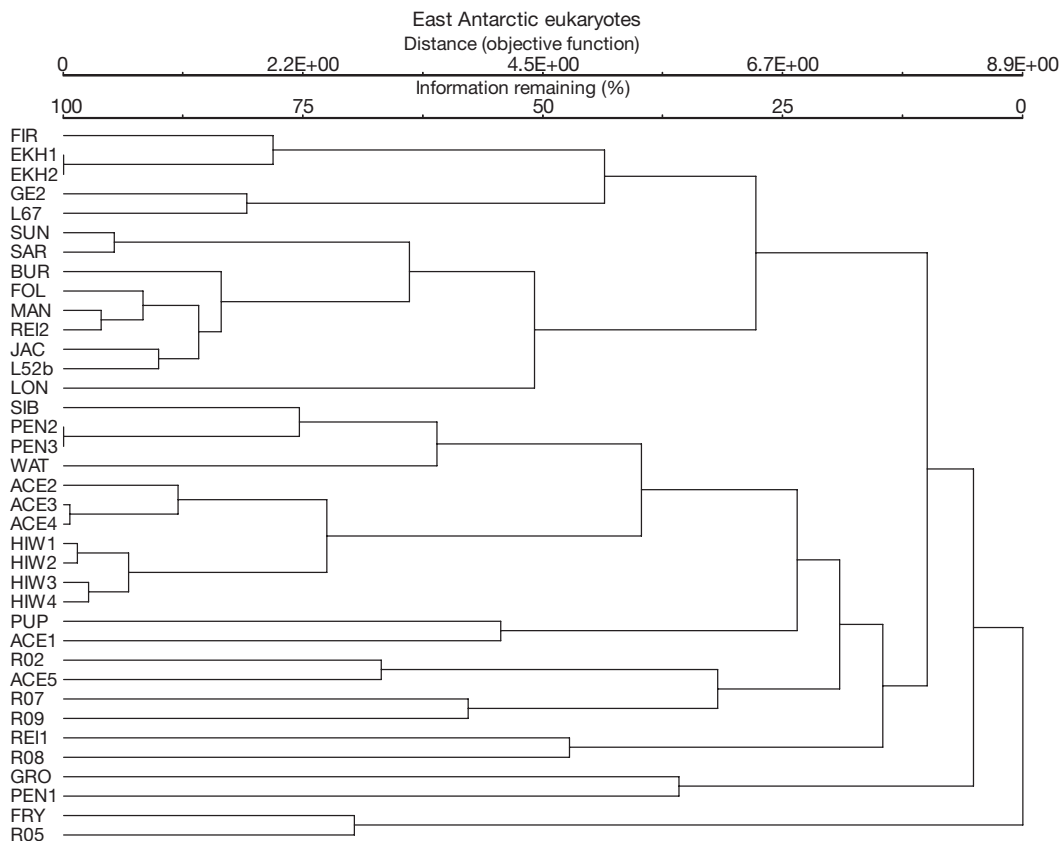 East Antarctic eukaryotes
Distance (objective function)
0 2.2E+00 4.5E+00 6.7E+00 8.9E+00
Information remaining (%)
100 75 50 25 0
FIR
EKH1
EKH2
GE2
L67
SUN
SAR
BUR
FOL
MAN
REI2
JAC
L52b
LON
SIB
PEN2
PEN3
WAT
ACE2
ACE3
ACE4
HIW1
HIW2
HIW3
HIW4
PUP
ACE1
R02
ACE5
R07
R09
REI1
R08
GRO
PEN1
FRY
R05